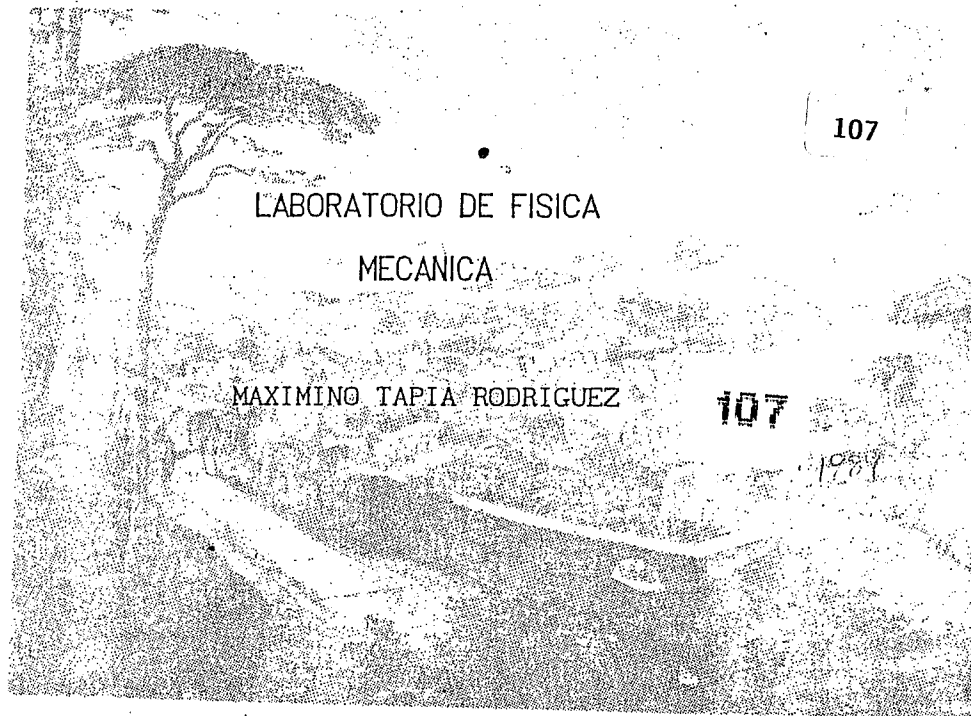 107
LABORATORIO DE FISICA
MECANICA
MAXIMINO TAPIA RODRIGUEZ
107